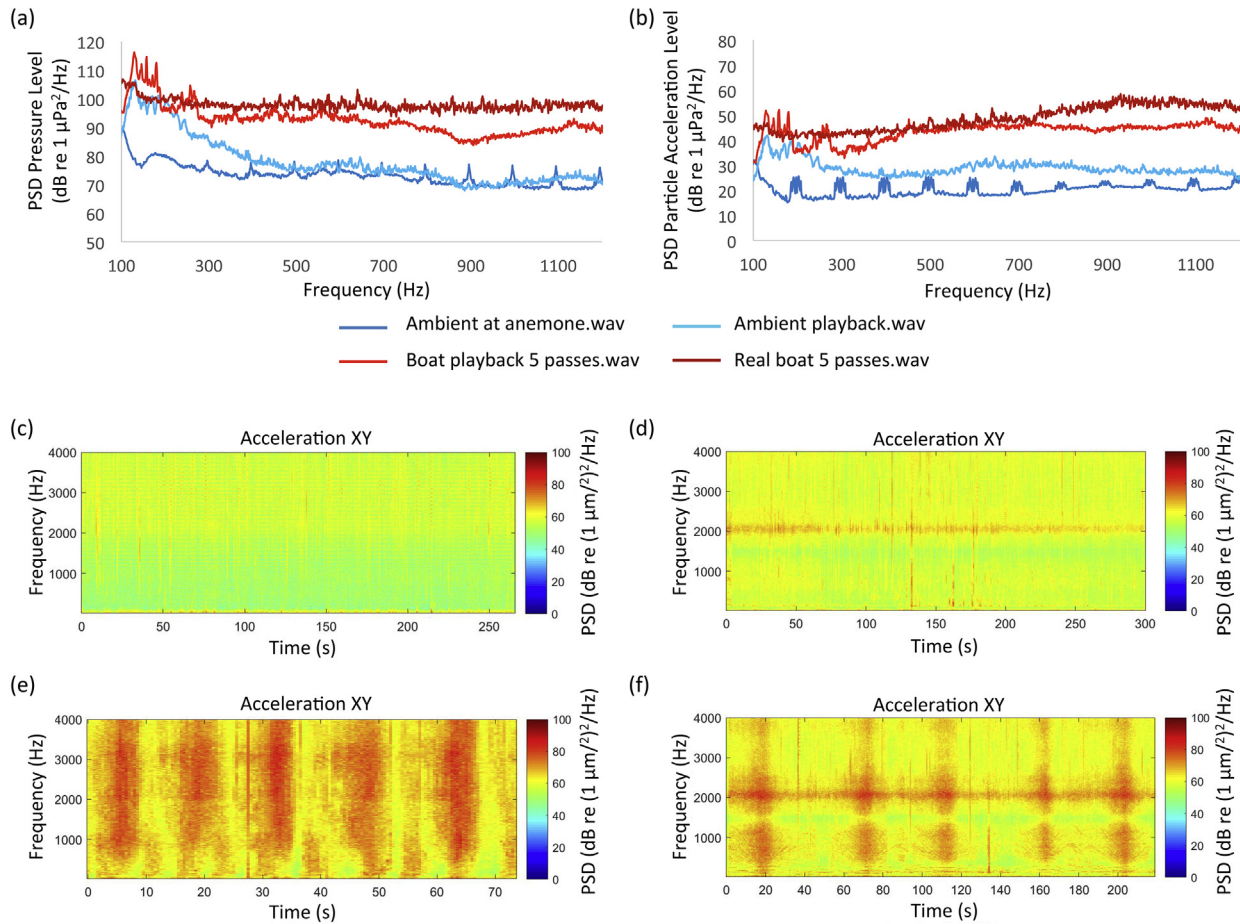 (a)
PSD Pressure Level
(dB re 1 μPa²/Hz)
120
110
100
90
80
70
60
50
100 300 500 700 900 1100
Frequency (Hz)
(b)
PSD Particle Acceleration Level
(dB re 1 μPa²/Hz)
80
70
60
50
40
30
20
10
0
100 300 500 700 900 1100
Frequency (Hz)
Ambient at anemone.wav
Ambient playback.wav
Boat playback 5 passes.wav
Real boat 5 passes.wav
(c)
Acceleration XY
Frequency (Hz)
4000
3000
2000
1000
0 50 100 150 200 250
Time (s)
100
80
60
40
20
0
PSD (dB re (1 μm/²)²/Hz)
(d)
Acceleration XY
Frequency (Hz)
4000
3000
2000
1000
0 50 100 150 200 250 300
Time (s)
100
80
60
40
20
0
PSD (dB re (1 μm/²)²/Hz)
(e)
Acceleration XY
Frequency (Hz)
4000
3000
2000
1000
0 10 20 30 40 50 60 70
Time (s)
100
80
60
40
20
0
PSD (dB re (1 μm/²)²/Hz)
(f)
Acceleration XY
Frequency (Hz)
4000
3000
2000
1000
0 20 40 60 80 100 120 140 160 180 200
Time (s)
100
80
60
40
20
0
PSD (dB re (1 μm/²)²/Hz)